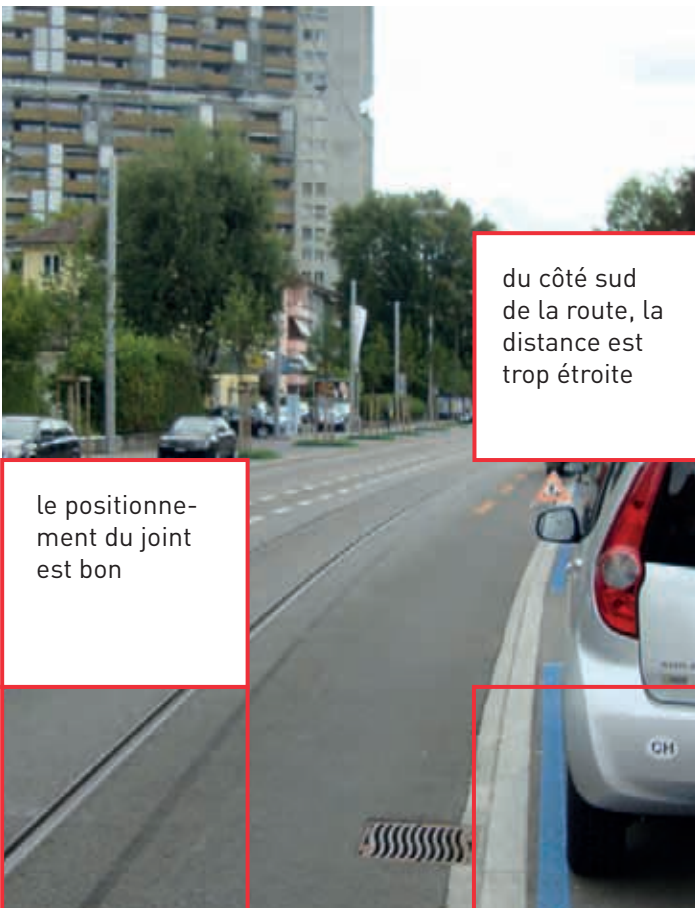 du côté sud
de la route, la
distance est
trop étroite
le positionne-
ment du joint
est bon
CH